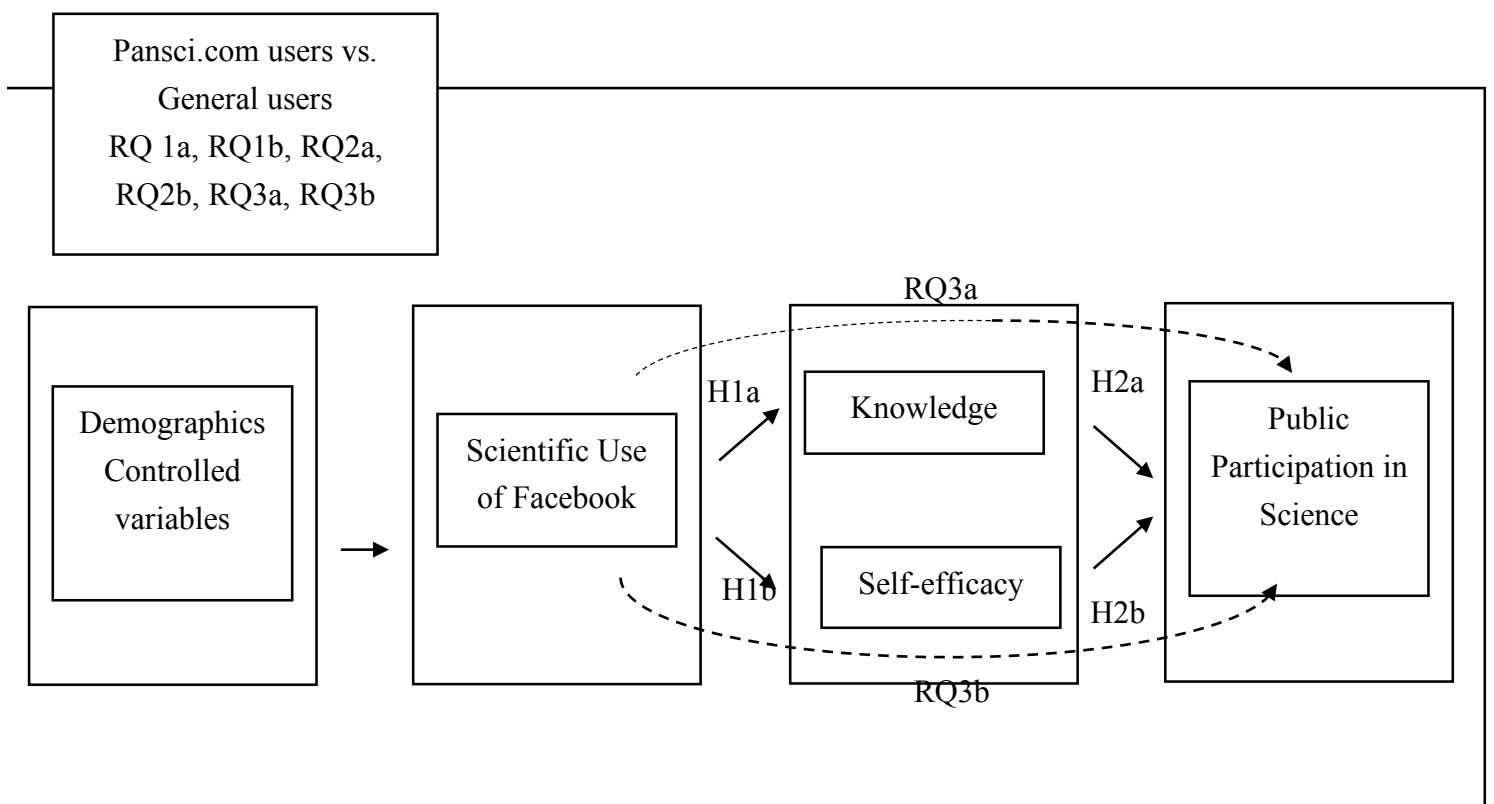 Pansci.com users vs.
General users
RQ 1a, RQ1b, RQ2a,
RQ2b, RQ3a, RQ3b
Demographics
Controlled
variables
Scientific Use
of Facebook
H1a
H1b
RQ3a
Knowledge
Self-efficacy
RQ3b
H2a
H2b
Public
Participation in
Science